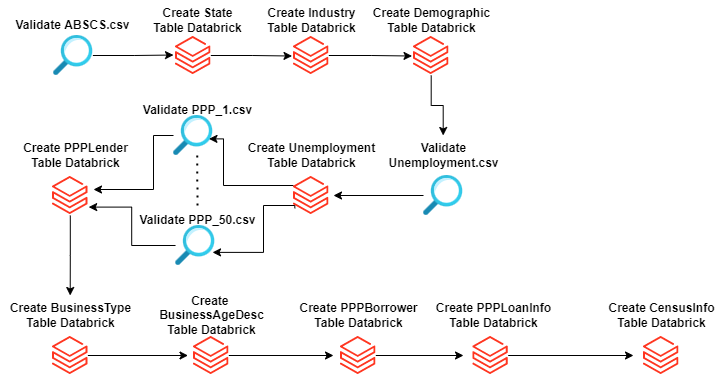 Validate ABSCS.csv
Create State
Table Databrick
Create Industry
Table Databrick
Create Demographic
Table Databrick
Validate PPP_1.csv
Create PPPLender
Table Databrick
Create Unemployment
Table Databrick
Validate
Unemployment.csv
Validate PPP_50.csv
Create BusinessType
Table Databrick
Create
BusinessAgeDesc
Table Databrick
Create PPPBorrower
Table Databrick
Create PPPLoanInfo
Table Databrick
Create CensusInfo
Table Databrick